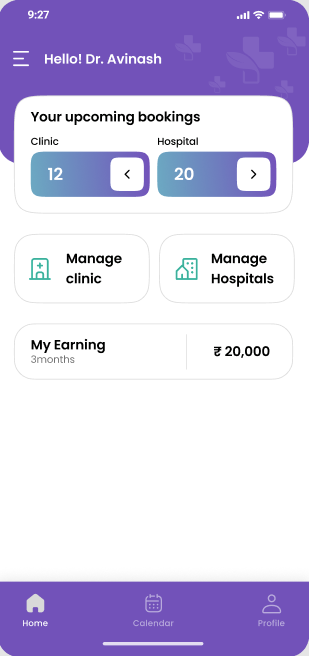 9:27
Hello! Dr. Avinash
Your upcoming bookings
Clinic Hospital
12 20
Manage
clinic
Manage
Hospitals
My Earning
3months
₹ 20,000
Home Calendar Profile